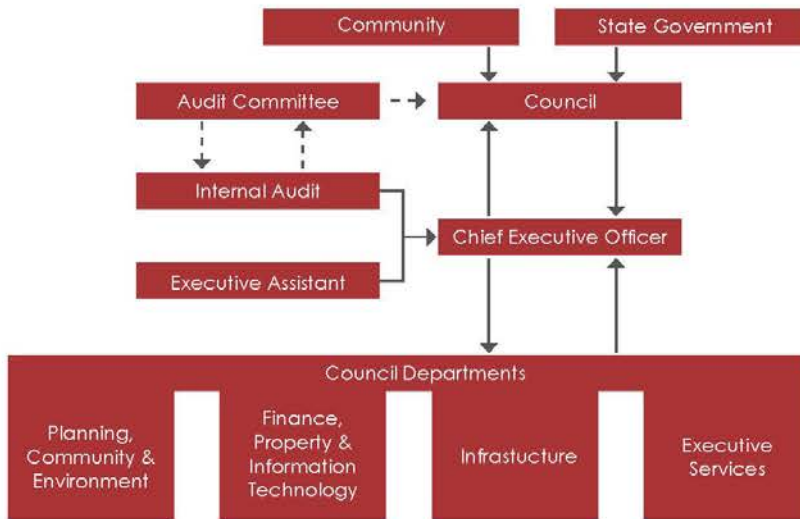 Community
State Government
Audit Committee
Council
Internal Audit
Chief Executive Officer
Executive Assistant
Council Departments
Planning,
Community &
Environment
Finance,
Property &
Information
Technology
Infrastucture
Executive
Services